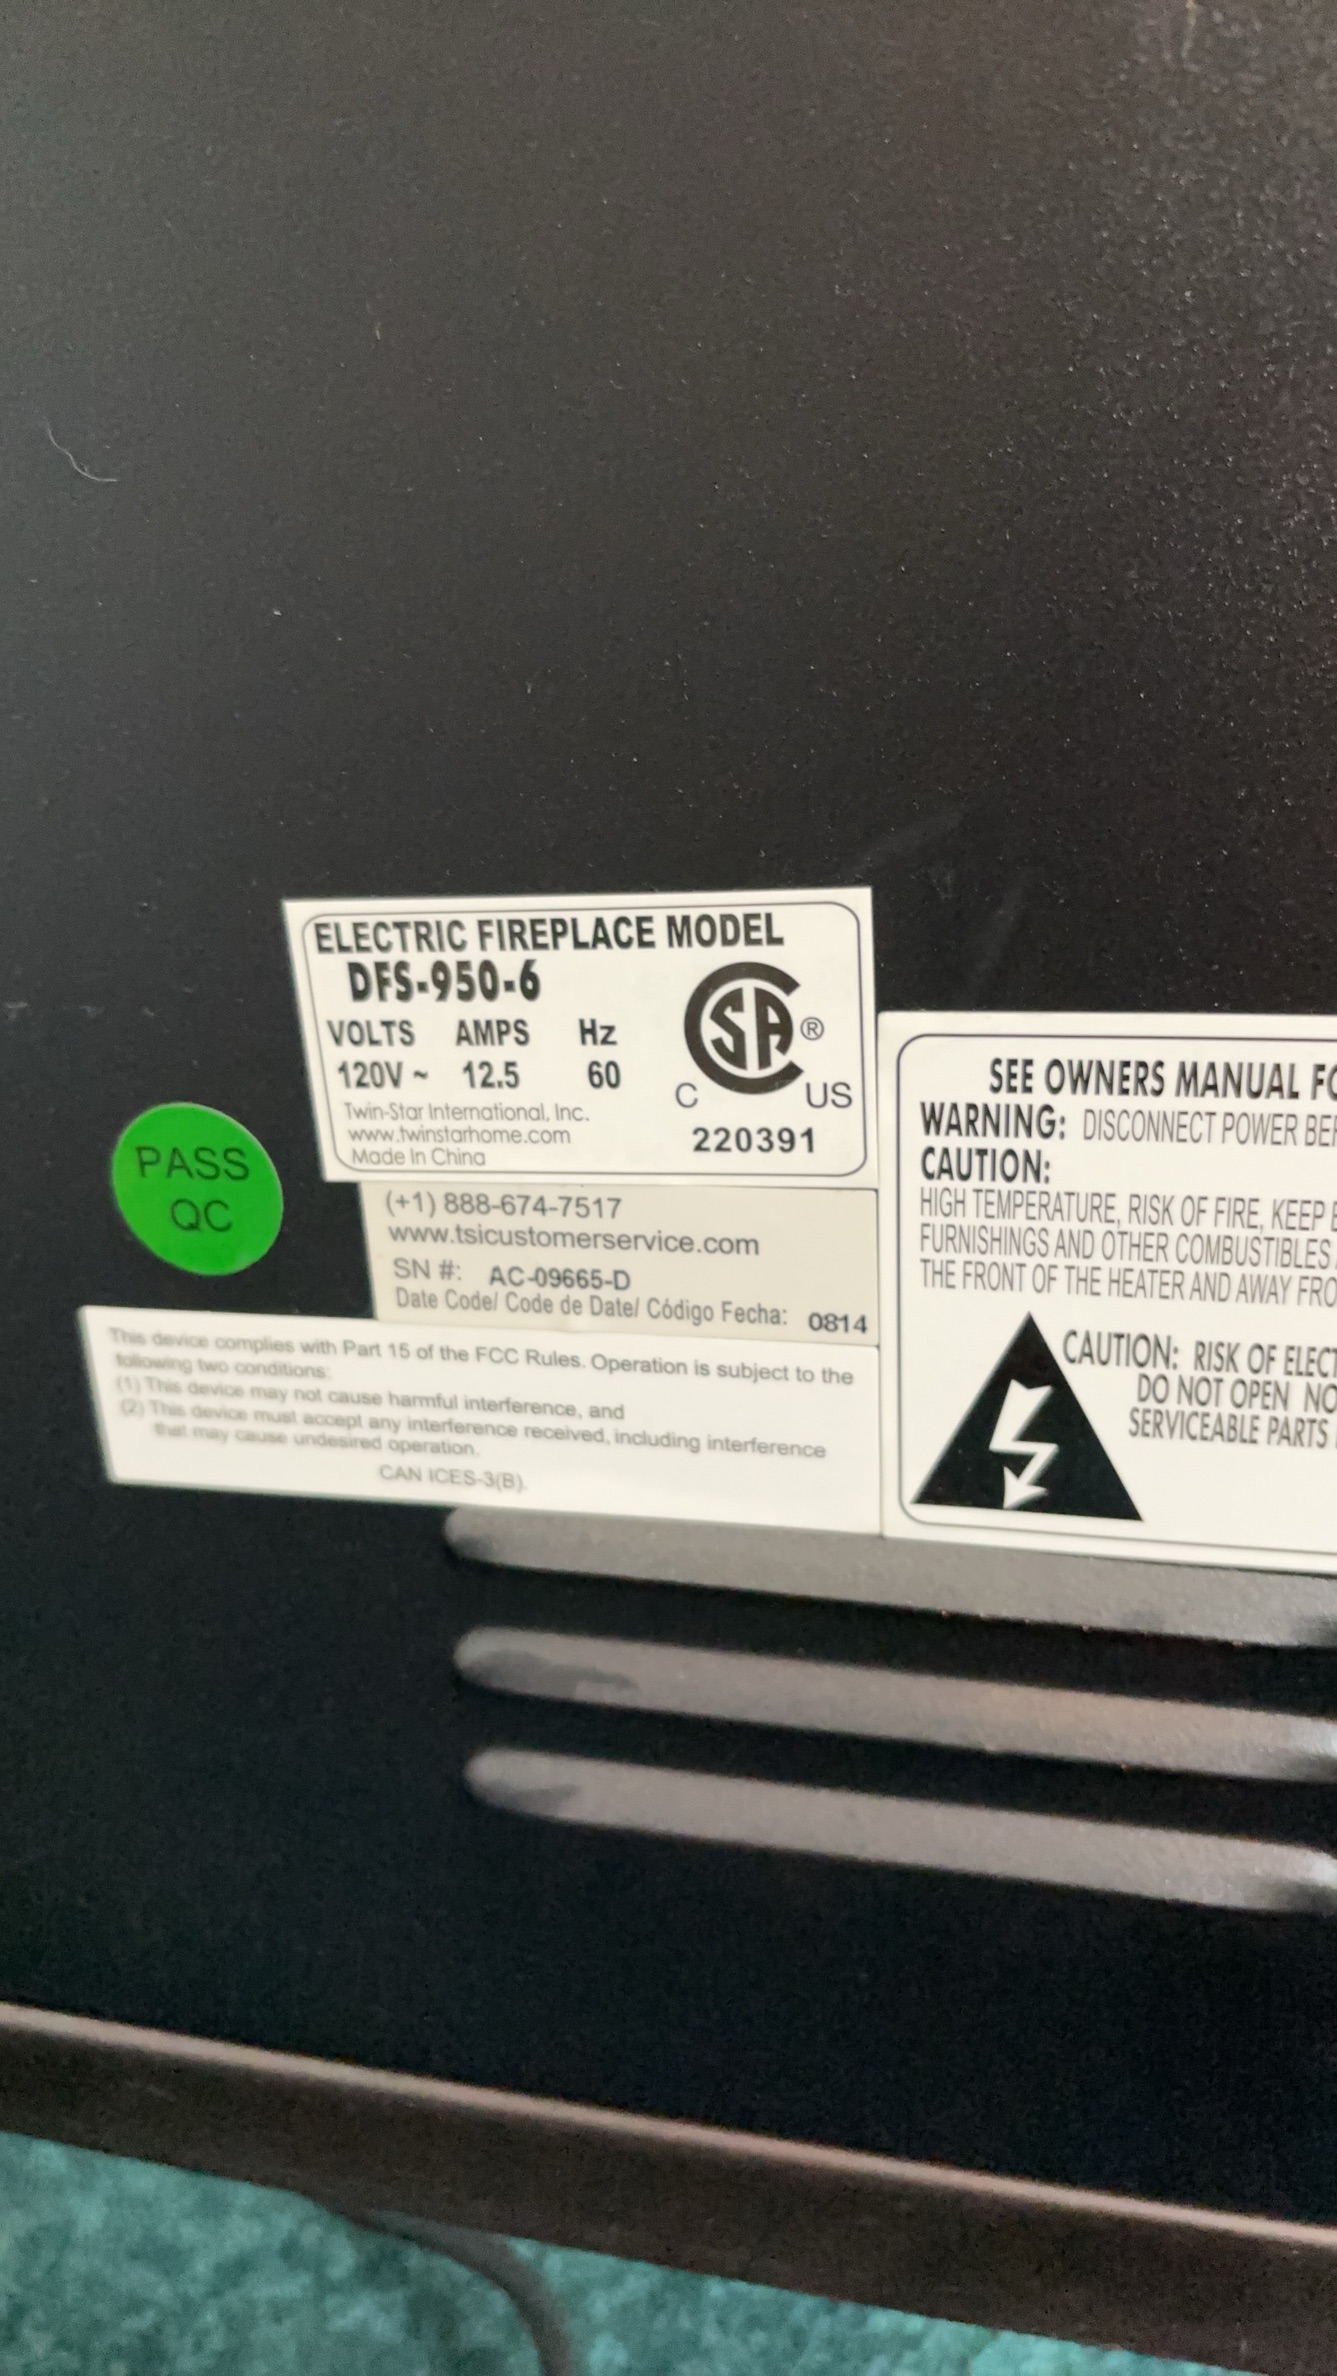 ELECTRIC FIREPLACE MODEL
DFS-950-6
VOLTS AMPS Hz
120V ~ 12.5 60
Twin-Star International, Inc.
www.twinstarhome.com
Made In China
CSA ®
C US
220391
PASS
QC
(+1) 888-674-7517
www.tsicustomerservice.com
SN #: AC-09665-D
Date Code/ Code de Date/ Código Fecha: 0814
This device complies with Part 15 of the FCC Rules. Operation is subject to the
following two conditions:
(1) This device may not cause harmful interference, and
(2) This device must accept any interference received, including interference
that may cause undesired operation.
CAN ICES-3(B).
SEE OWNERS MANUAL
WARNING: DISCONNECT POWER
CAUTION:
HIGH TEMPERATURE, RISK OF FIRE, KEEP
FURNISHINGS AND OTHER COMBUSTIBLES
THE FRONT OF THE HEATER AND AWAY
CAUTION: RISK OF
DO NOT OPEN
SERVICEABLE PARTS